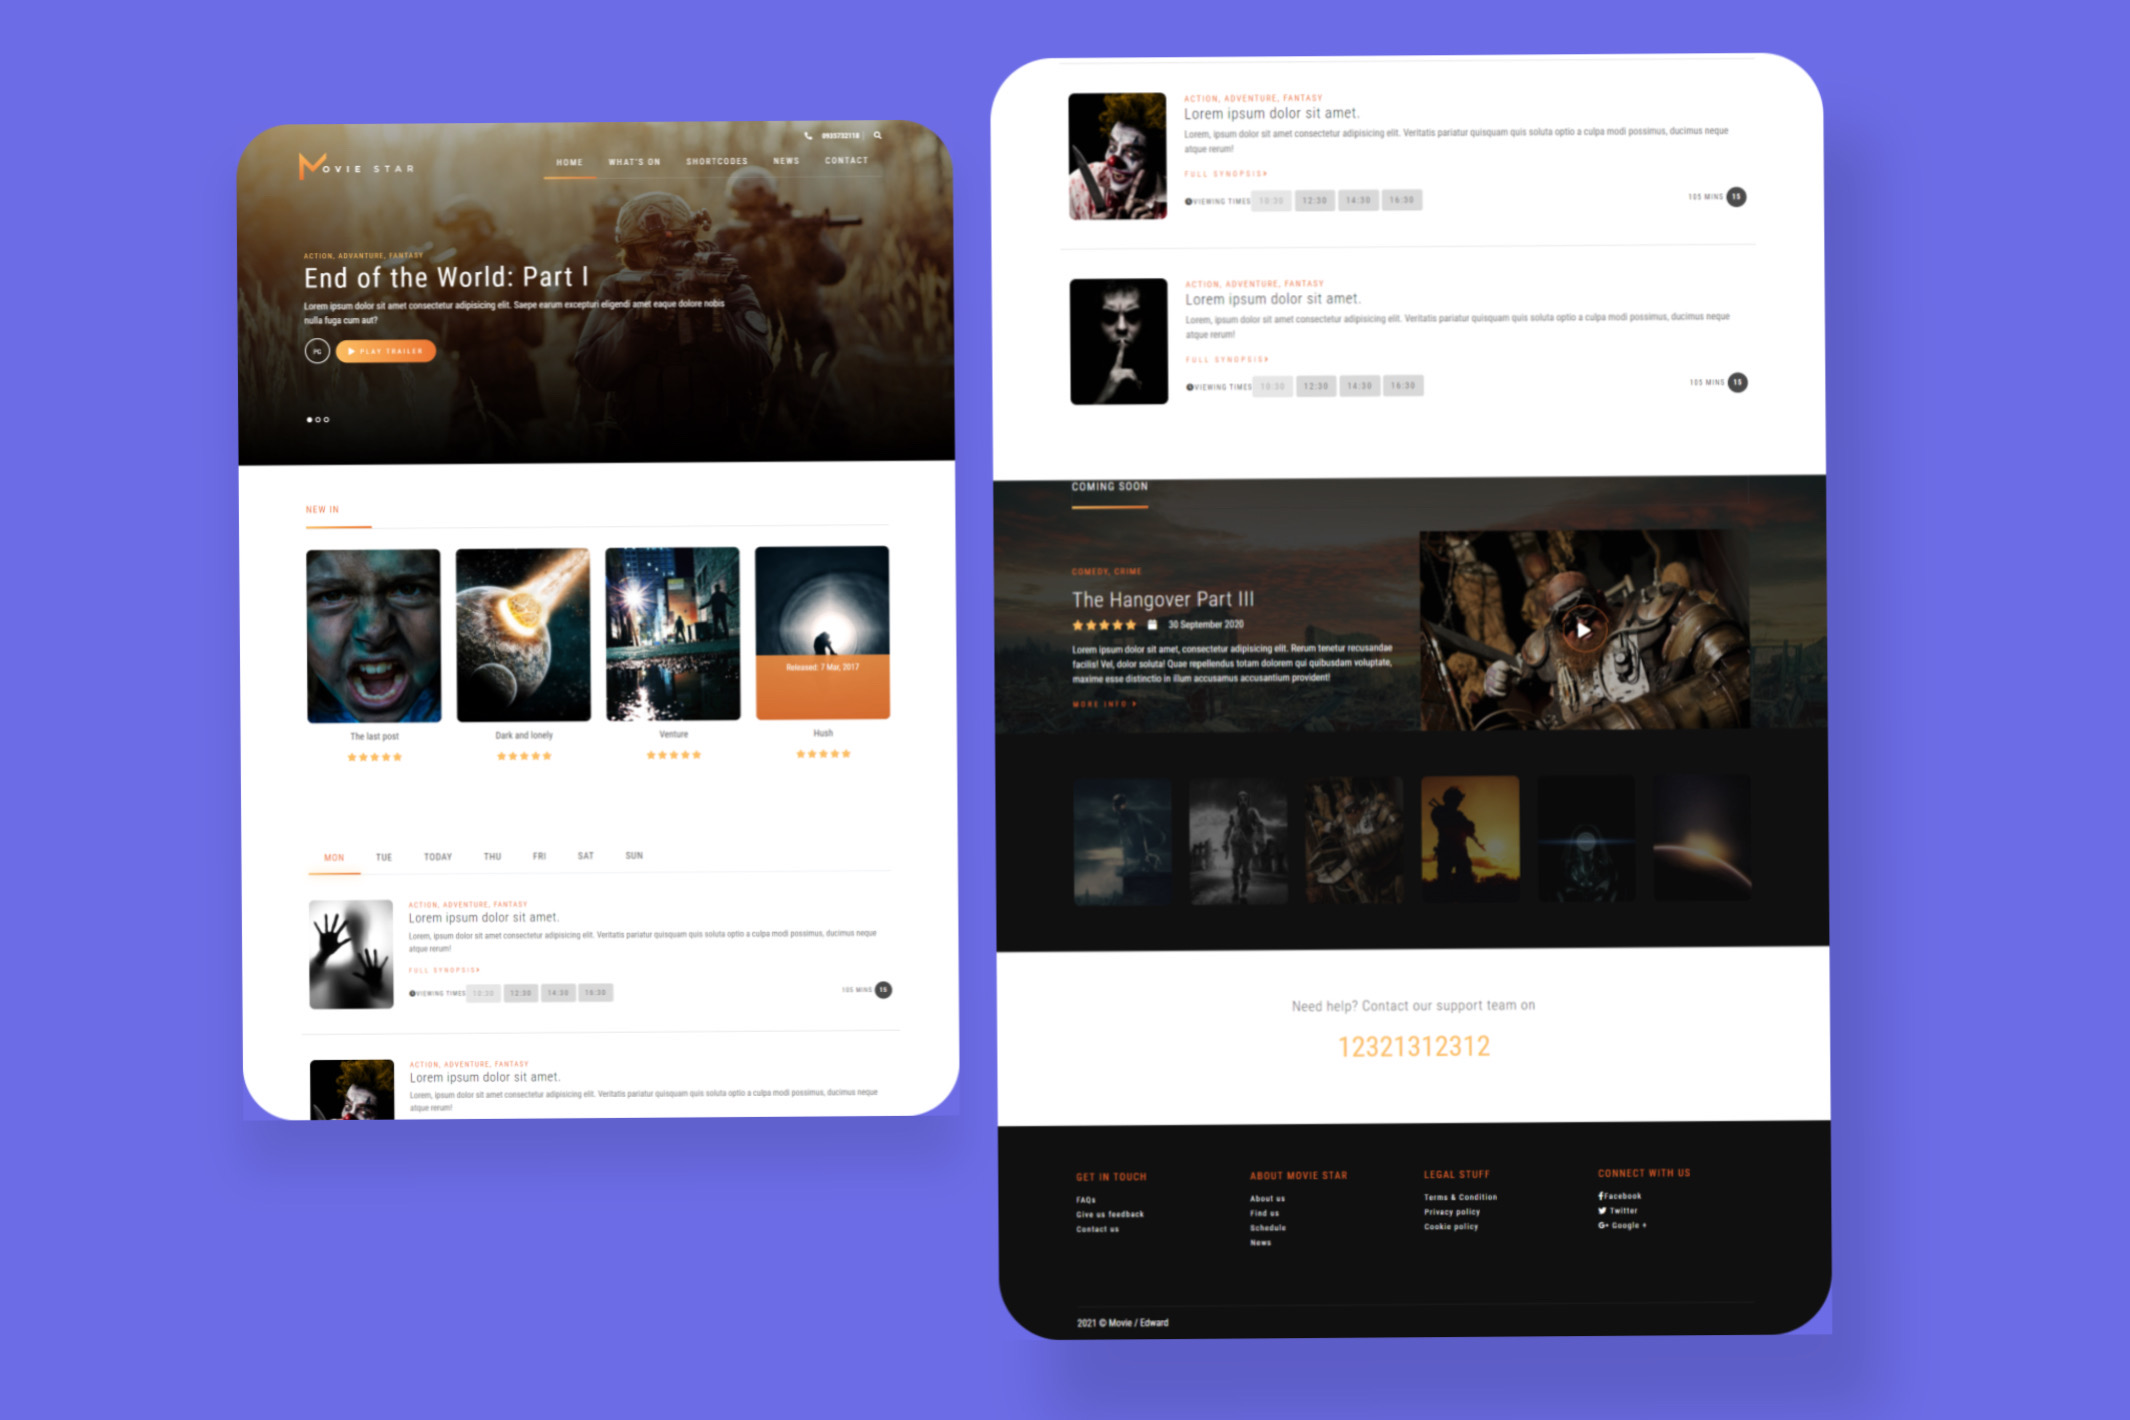 0935732118
MOVIE STAR
HOME WHAT'S ON SHORTCODES NEWS CONTACT
ACTION, ADVANTURE, FANTASY
End of the World: Part I
Lorem ipsum dolor sit amet consectetur adipisicing elit. Saepe earum excepturi eligendi amet eaque dolore nobis
nulla fuga cum aut?
PG PLAY TRAILER
NEW IN
Released: 7 Mar, 2017
The last post Dark and lonely Venture Hush
MON TUE TODAY THU FRI SAT SUN
ACTION, ADVENTURE, FANTASY
Lorem ipsum dolor sit amet.
Lorem, ipsum dolor sit amet consectetur adipisicing elit. Veritatis pariatur quisquam quis soluta optio a culpa modi possimus, ducimus neque
atque rerum!
FULL SYNOPSIS
VIEWING TIMES 10:30 12:30 14:30 16:30 105 MINS 15
ACTION, ADVENTURE, FANTASY
Lorem ipsum dolor sit amet.
Lorem, ipsum dolor sit amet consectetur adipisicing elit. Veritatis pariatur quisquam quis soluta optio a culpa modi possimus, ducimus neque
atque rerum!
ACTION, ADVENTURE, FANTASY
Lorem ipsum dolor sit amet.
Lorem, ipsum dolor sit amet consectetur adipisicing elit. Veritatis pariatur quisquam quis soluta optio a culpa modi possimus, ducimus neque
atque rerum!
FULL SYNOPSIS
VIEWING TIMES 10:30 12:30 14:30 16:30 105 MINS 15
ACTION, ADVENTURE, FANTASY
Lorem ipsum dolor sit amet.
Lorem, ipsum dolor sit amet consectetur adipisicing elit. Veritatis pariatur quisquam quis soluta optio a culpa modi possimus, ducimus neque
atque rerum!
FULL SYNOPSIS
VIEWING TIMES 10:30 12:30 14:30 16:30 105 MINS 15
COMING SOON
COMEDY, CRIME
The Hangover Part III
30 September 2020
Lorem ipsum dolor sit amet, consectetur adipisicing elit. Rerum tenetur recusandae
facilis! Vel, dolor soluta! Quae repellendus totam dolorem qui quibusdam voluptate,
maxime esse distinctio in illum accusamus accusantium provident!
MORE INFO
Need help? Contact our support team on
12321312312
GET IN TOUCH
FAQs
Give us feedback
Contact us
ABOUT MOVIE STAR
About us
Find us
Schedule
News
LEGAL STUFF
Terms & Condition
Privacy policy
Cookie policy
CONNECT WITH US
Facebook
Twitter
G+ Google +
2021 © Movie / Edward